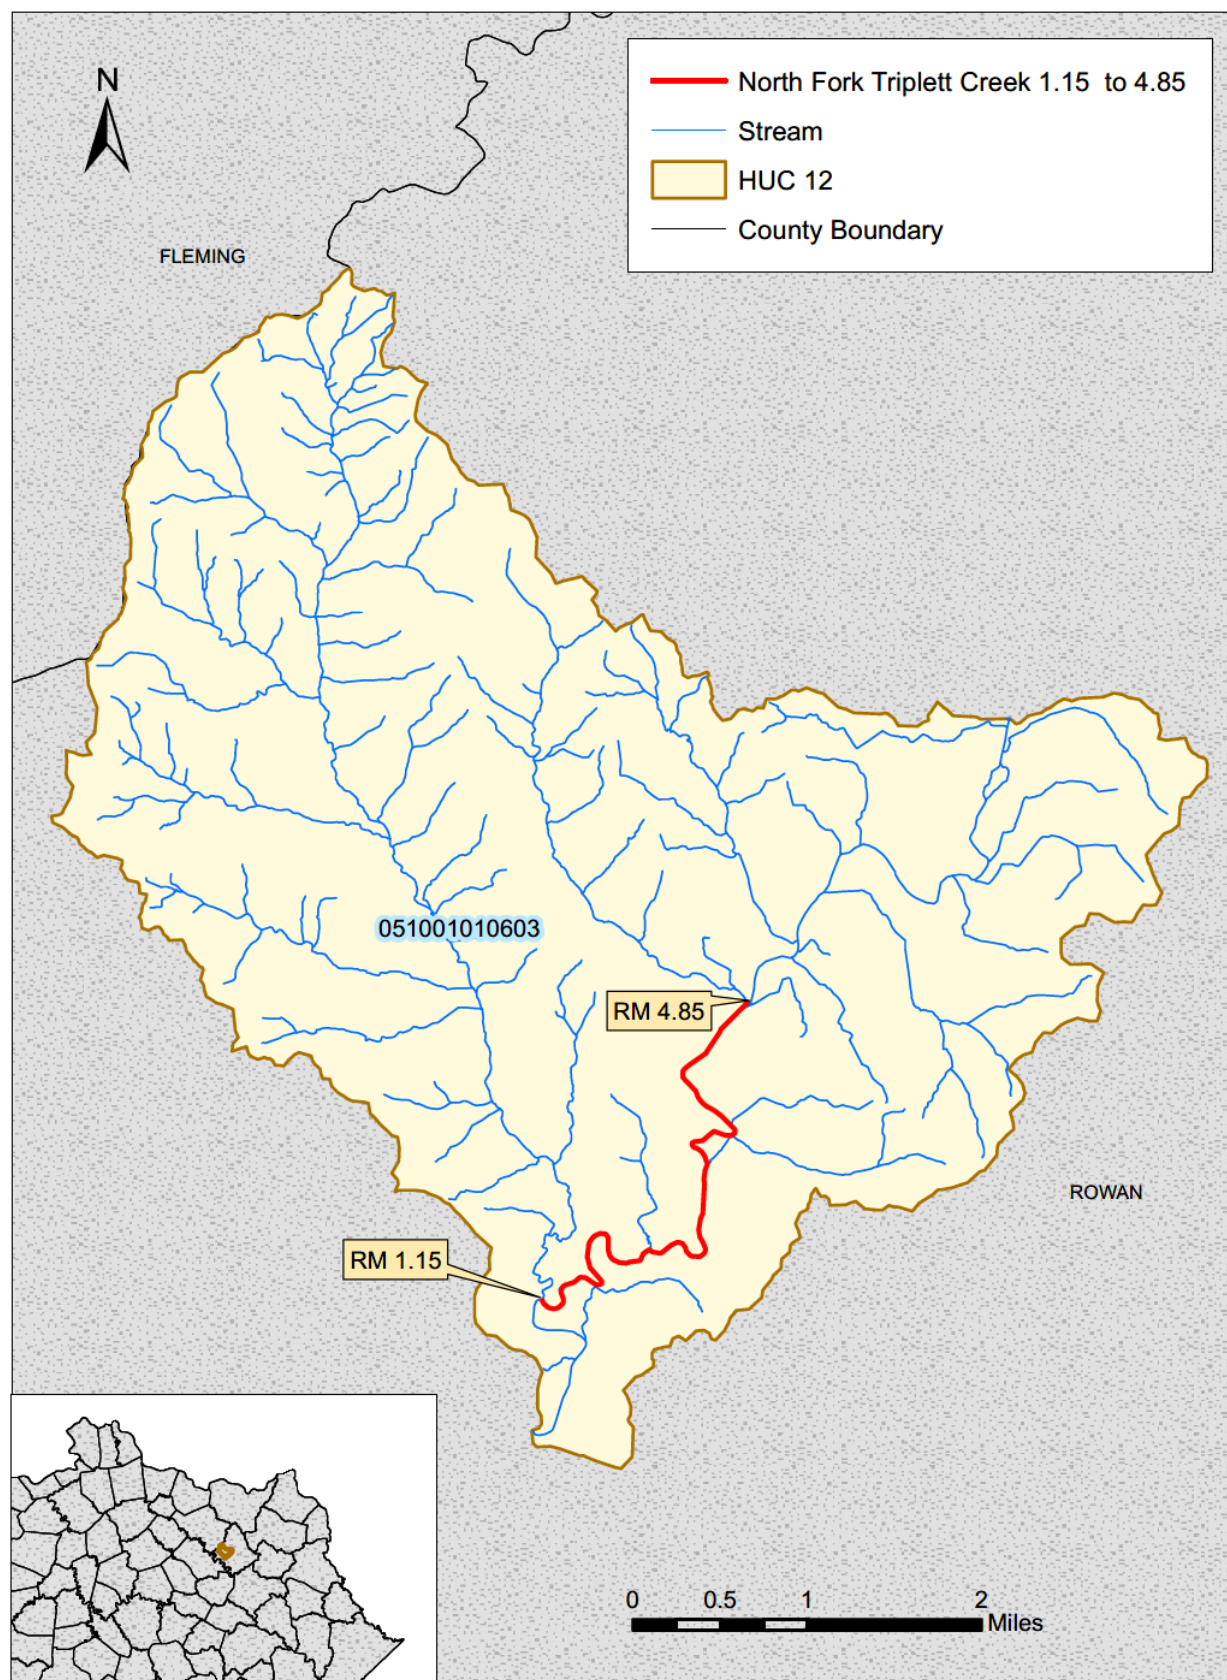 N
North Fork Triplett Creek 1.15  to 4.85
Stream
HUC 12
County Boundary
FLEMING
051001010603
RM 4.85
ROWAN
RM 1.15
0 0.5 1 2
Miles